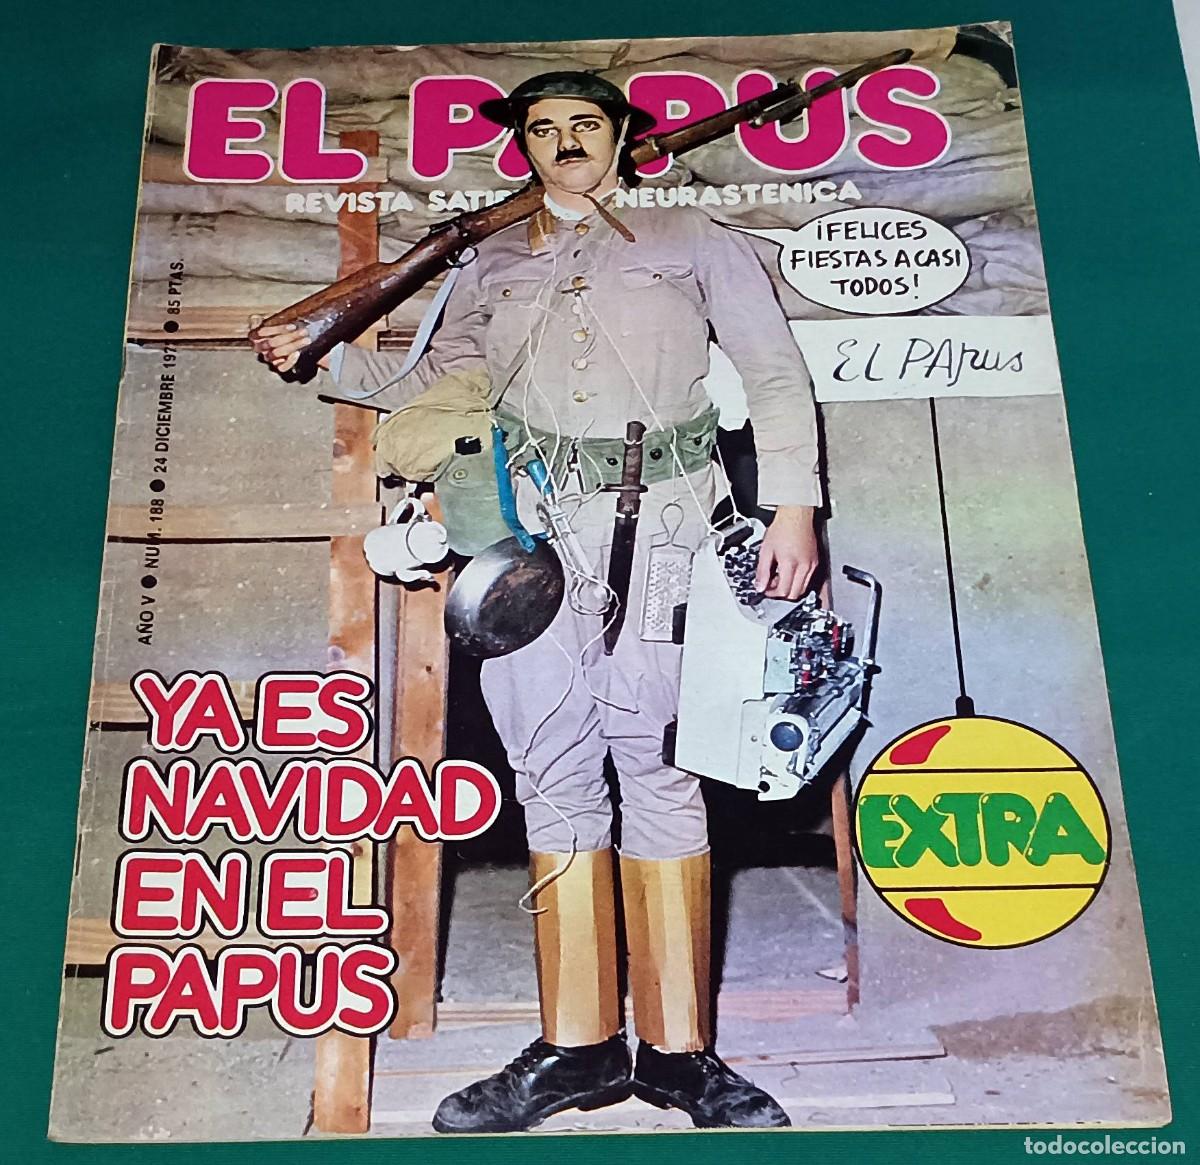 EL PAPUS
REVISTA SATIR NEURASTENICA
¡FELICES
FIESTAS A CASI
TODOS!
EL PApus
AÑO V ● NUM. 188 ● 24 DICIEMBRE 197 ● 85 PTAS.
YA ES
NAVIDAD
EN EL
PAPUS
EXTRA
todocoleccion